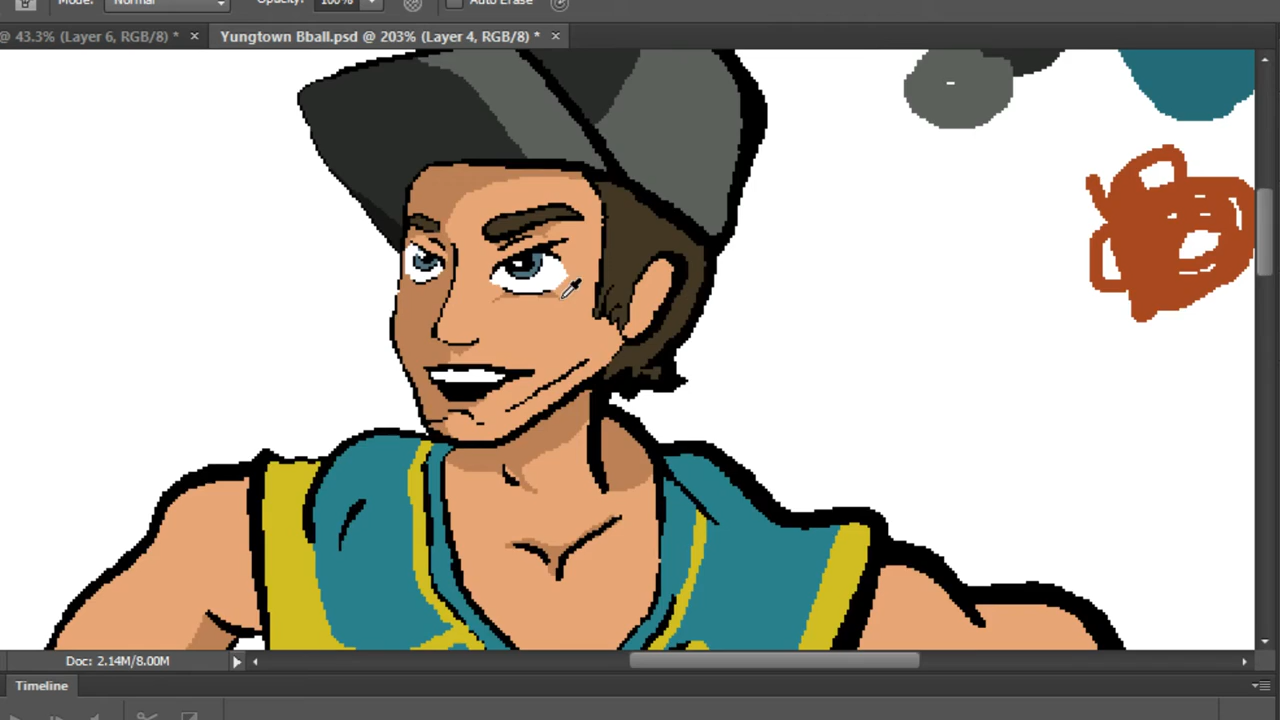 Mode: Normal Opacity: 100% Auto Erase
@ 43.3% (Layer 6, RGB/8) * × Yungtown Bball.psd @ 203% (Layer 4, RGB/8) * ×
Doc: 2.14M/8.00M
Timeline